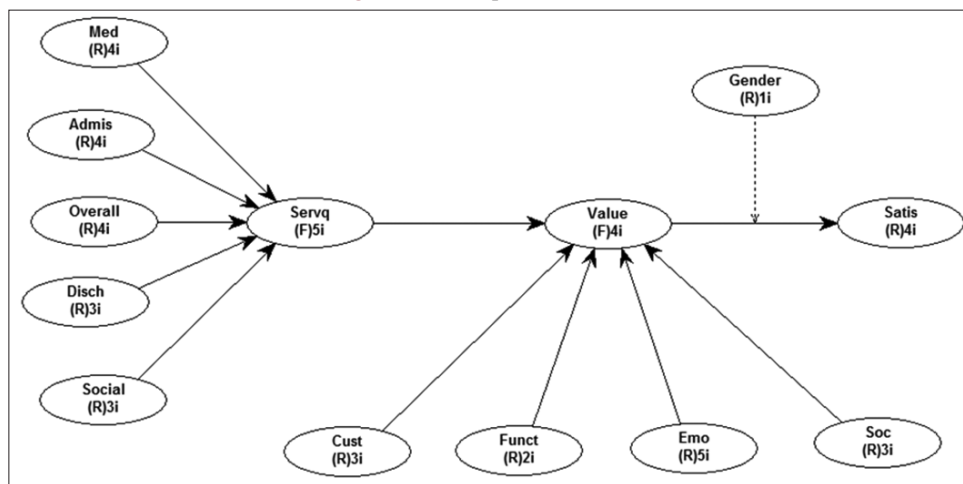 Med
(R)4i
Admis
(R)4i
Overall
(R)4i
Disch
(R)3i
Social
(R)3i
Servq
(F)5i
Value
(F)4i
Gender
(R)1i
Satis
(R)4i
Cust
(R)3i
Funct
(R)2i
Emo
(R)5i
Soc
(R)3i